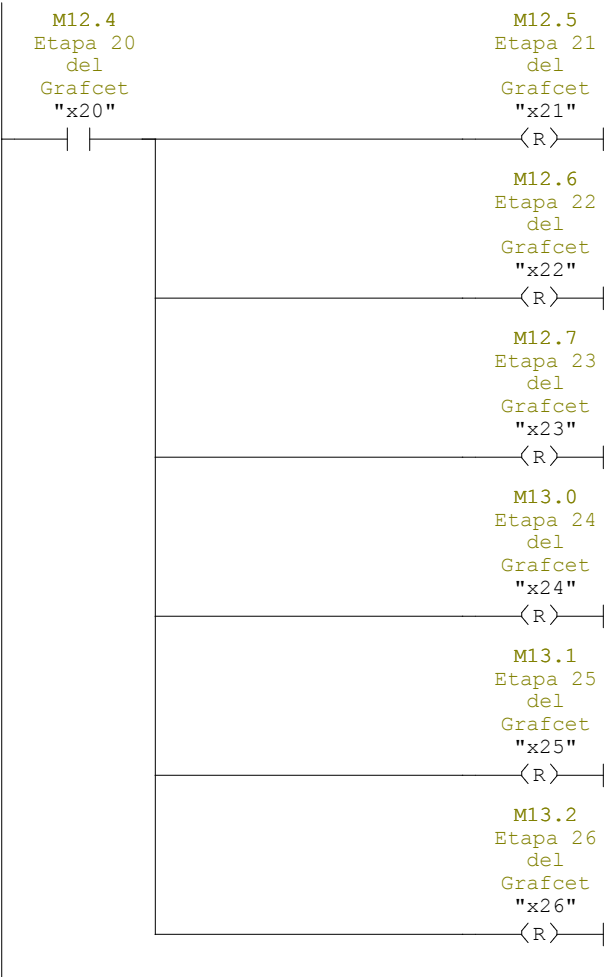 M12.4
Etapa 20
del
Grafcet
"x20"
M12.5
Etapa 21
del
Grafcet
"x21"
R
M12.6
Etapa 22
del
Grafcet
"x22"
R
M12.7
Etapa 23
del
Grafcet
"x23"
R
M13.0
Etapa 24
del
Grafcet
"x24"
R
M13.1
Etapa 25
del
Grafcet
"x25"
R
M13.2
Etapa 26
del
Grafcet
"x26"
R